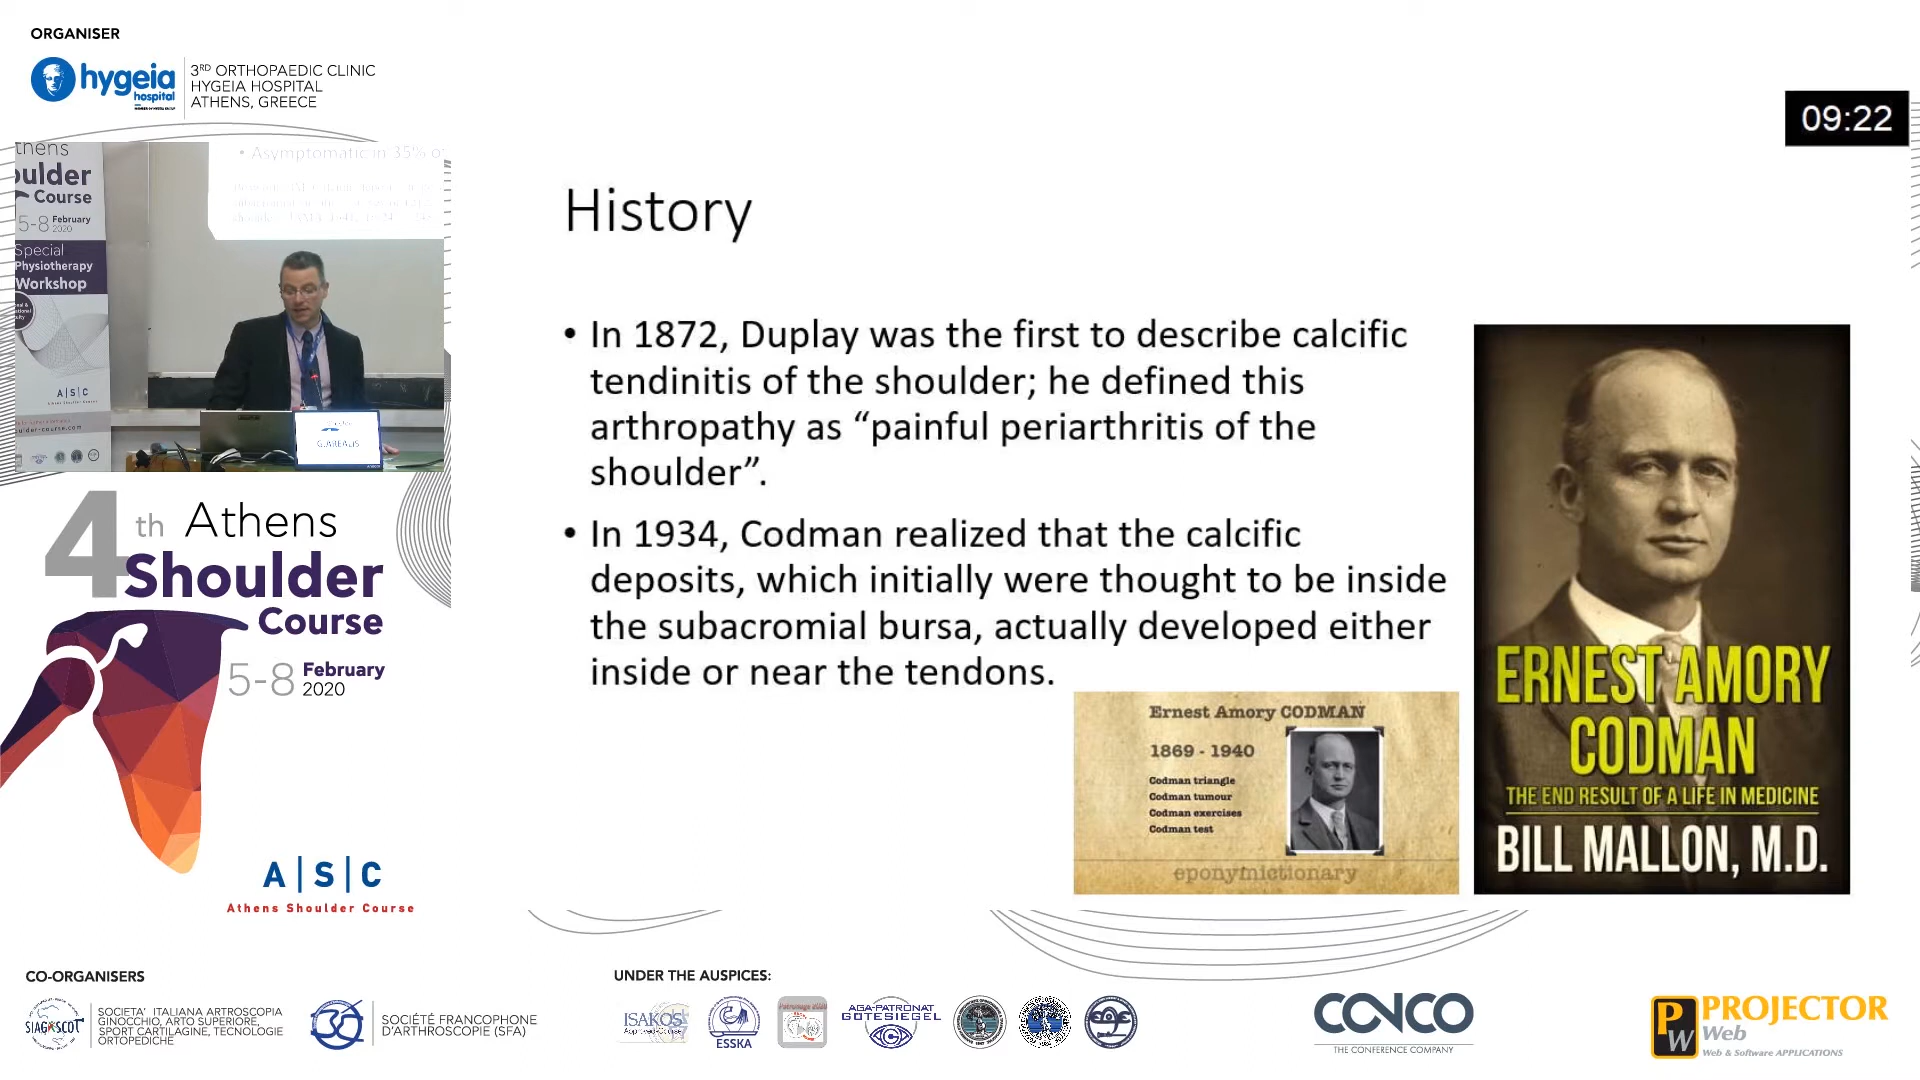 ORGANISER
hygeia
hospital
3RD ORTHOPAEDIC CLINIC
HYGEIA HOSPITAL
ATHENS, GREECE
09:22
thens
oulder
Course
5-8 February
2020
Special
Physiotherapy
Workshop
A|S|C
• Asymptomatic in 35% of
History
• In 1872, Duplay was the first to describe calcific
tendinitis of the shoulder; he defined this
arthropathy as “painful periarthritis of the
shoulder”.
• In 1934, Codman realized that the calcific
deposits, which initially were thought to be inside
the subacromial bursa, actually developed either
inside or near the tendons.
Ernest Amory CODMAN
1869 - 1940
Codman triangle
Codman tumour
Codman exercises
Codman test
eponymictionary
ERNEST AMORY
CODMAN
THE END RESULT OF A LIFE IN MEDICINE
BILL MALLON, M.D.
4th Athens
Shoulder
Course
5-8 February
2020
A|S|C
Athens Shoulder Course
CO-ORGANISERS
SIAGASCOT
SOCIETA' ITALIANA ARTROSCOPIA
GINOCCHIO, ARTO SUPERIORE,
SPORT CARTILAGINE, TECNOLOGIE
ORTOPEDICHE
SOCIÉTÉ FRANCOPHONE
D'ARTHROSCOPIE (SFA)
UNDER THE AUSPICES:
ISAKOS
ESSKA
Patronage 2020
AGA-PATRONAT
GOTESIEGEL
CONCO
THE CONFERENCE COMPANY
PW
PROJECTOR
Web
Web & Software APPLICATIONS